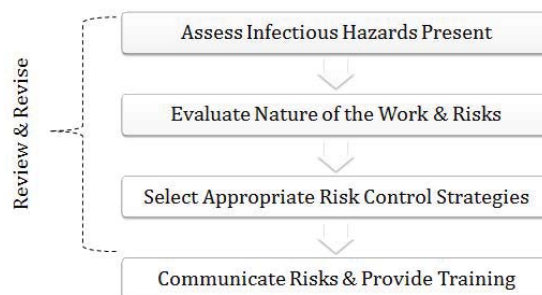 Review & Revise
Assess Infectious Hazards Present
Evaluate Nature of the Work & Risks
Select Appropriate Risk Control Strategies
Communicate Risks & Provide Training